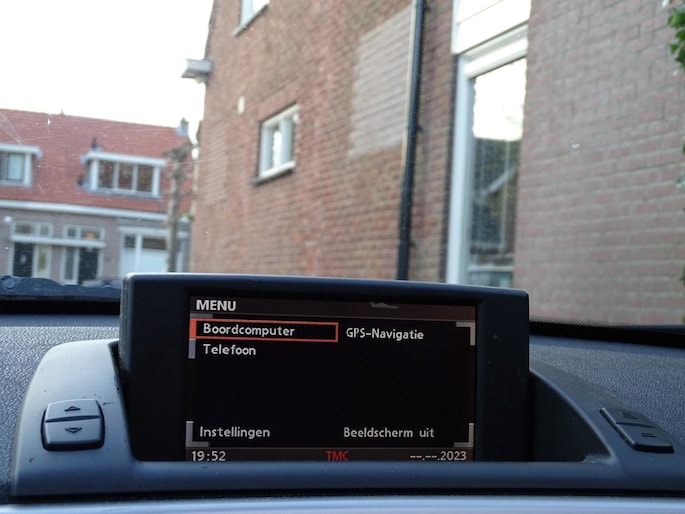 MENU
Boordcomputer GPS-Navigatie
Telefoon
Instellingen Beeldscherm uit
19:52 TMC --.--.2023